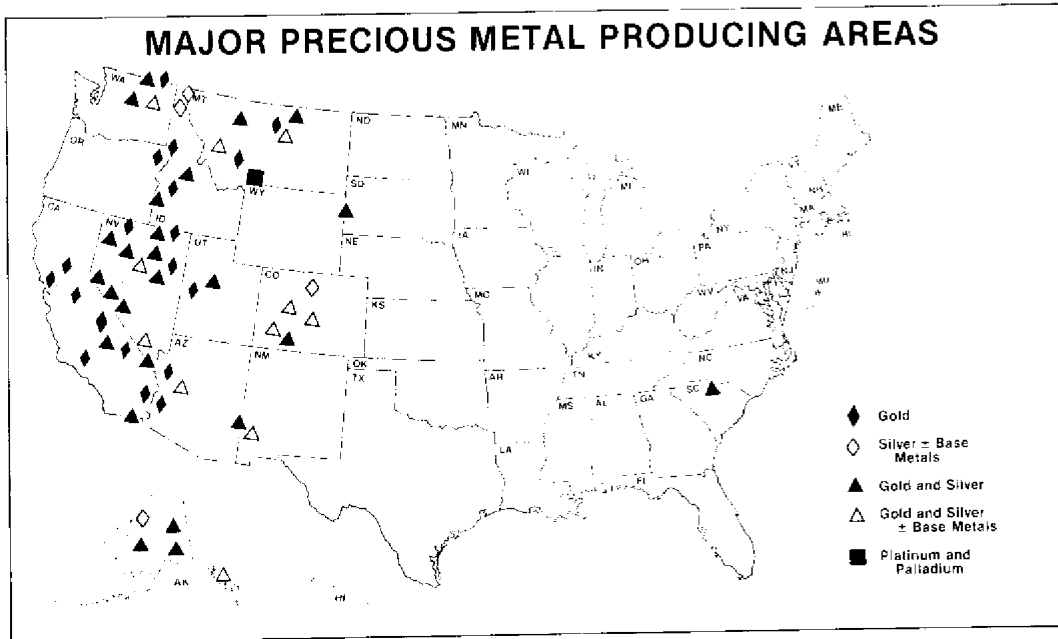 MAJOR PRECIOUS METAL PRODUCING AREAS
WA
MT
ND
MN
ME
OR
VT
WI
MI
NH
SD
WY
CA
ID
NV
MA
NY
RI
UT
NE
IA
PA
NJ
CO
IN
OH
MO
WV
VA
KS
AZ
NM
OK
KY
NC
TX
TN
SC
MS
AL
GA
LA
FL
AK
HI
Gold
Silver ± Base
Metals
Gold and Silver
Gold and Silver
± Base Metals
Platinum and
Palladium